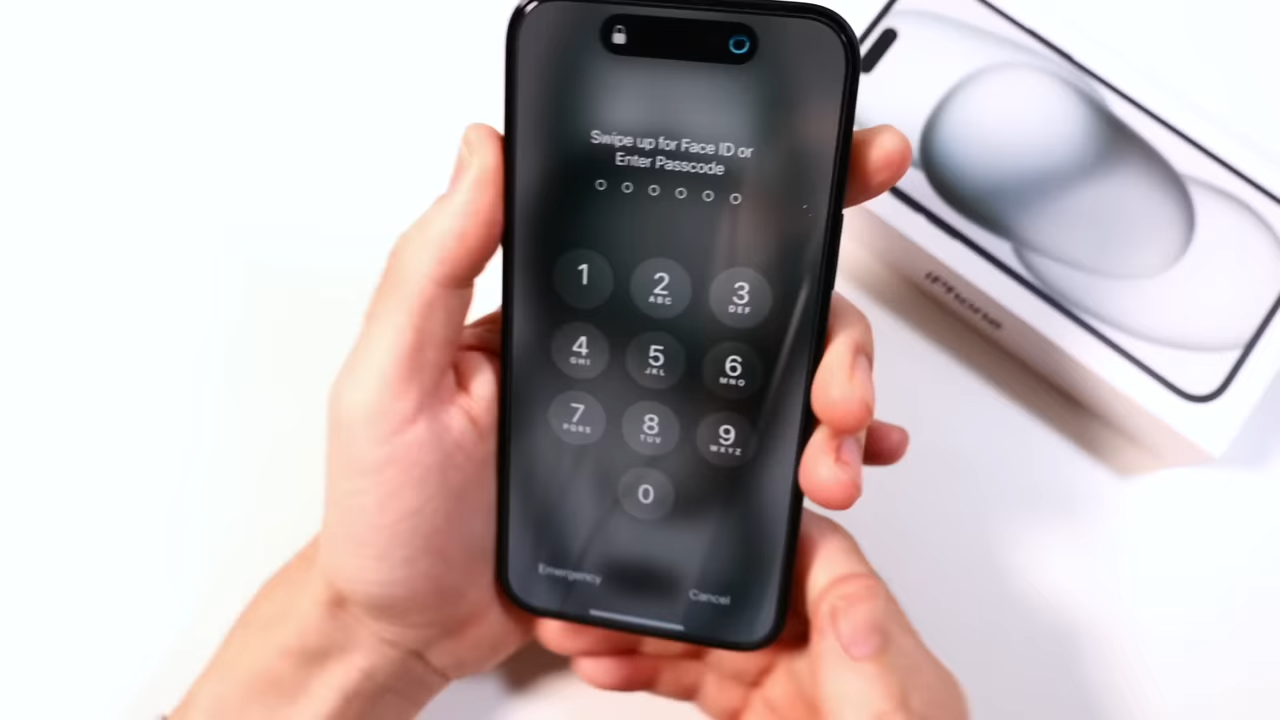 Swipe up for Face ID or
Enter Passcode
1
2
ABC
3
DEF
4
GHI
5
JKL
6
MNO
7
PQRS
8
TUV
9
WXYZ
0
Emergency
Cancel
iPhone